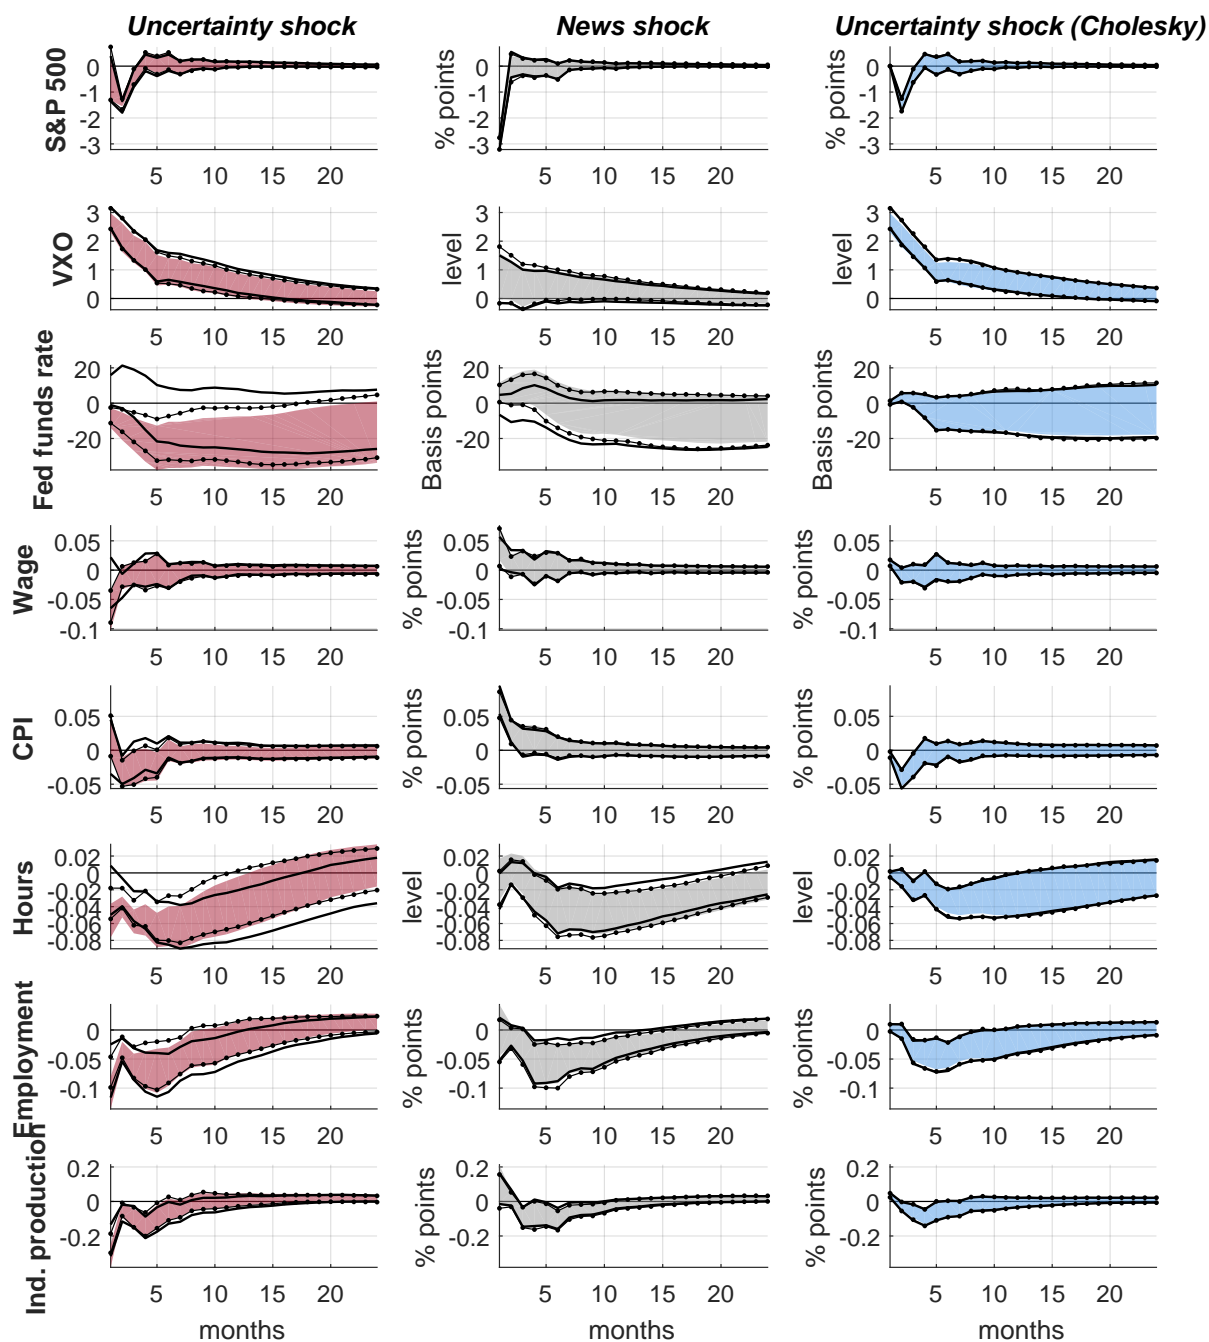 Uncertainty shock News shock Uncertainty shock (Cholesky)
S&P 500
0
-1
-2
-3
5 10 15 20
% points
0
-1
-2
-3
5 10 15 20
% points
0
-1
-2
-3
5 10 15 20
VXO
3
2
1
0
5 10 15 20
level
3
2
1
0
5 10 15 20
level
3
2
1
0
5 10 15 20
Fed funds rate
20
0
-20
5 10 15 20
Basis points
20
0
-20
5 10 15 20
Basis points
20
0
-20
5 10 15 20
Wage
0.05
0
-0.05
-0.1
5 10 15 20
% points
0.05
0
-0.05
-0.1
5 10 15 20
% points
0.05
0
-0.05
-0.1
5 10 15 20
CPI
0.05
0
-0.05
5 10 15 20
% points
0.05
0
-0.05
5 10 15 20
% points
0.05
0
-0.05
5 10 15 20
Hours
0.02
0
-0.02
-0.04
-0.06
-0.08
5 10 15 20
level
0.02
0
-0.02
-0.04
-0.06
-0.08
5 10 15 20
level
0.02
0
-0.02
-0.04
-0.06
-0.08
5 10 15 20
Employment
0
-0.05
-0.1
5 10 15 20
% points
0
-0.05
-0.1
5 10 15 20
% points
0
-0.05
-0.1
5 10 15 20
Ind. production
0.2
0
-0.2
5 10 15 20
months
% points
0.2
0
-0.2
5 10 15 20
months
% points
0.2
0
-0.2
5 10 15 20
months